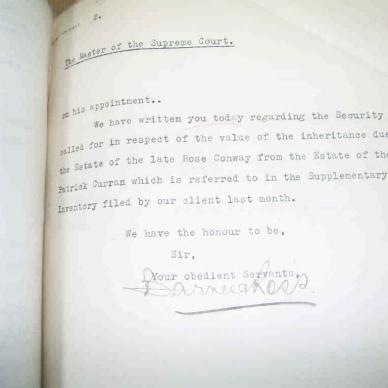 2.
The Master of the Supreme Court.
on his appointment..
We have written you today regarding the Security
called for in respect of the value of the inheritance due
the Estate of the late Rose Conway from the Estate of the
Patrick Curran which is referred to in the Supplementary
Inventory filed by our client last month.
We have the honour to be,
Sir,
Your obedient Servants,